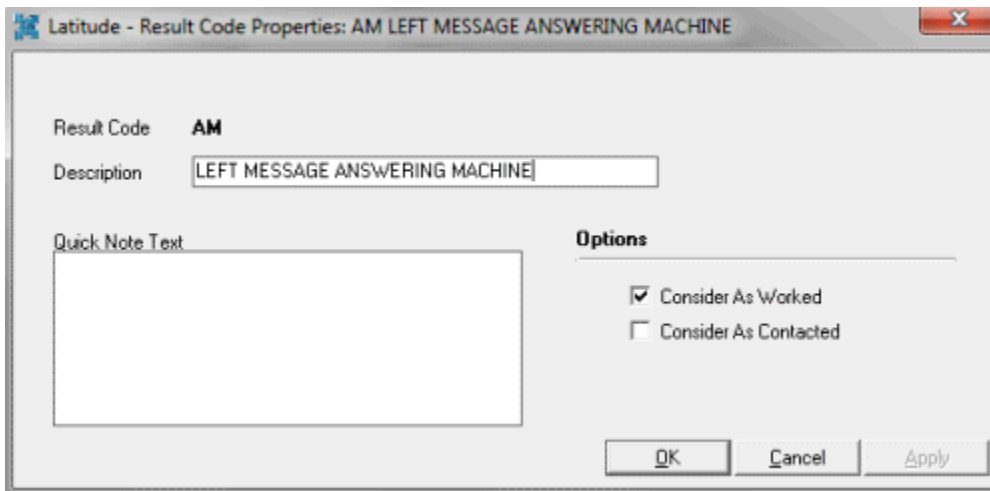 Latitude - Result Code Properties: AM LEFT MESSAGE ANSWERING MACHINE
Result Code AM
Description LEFT MESSAGE ANSWERING MACHINE
Quick Note Text
Options
Consider As Worked
Consider As Contacted
OK Cancel Apply